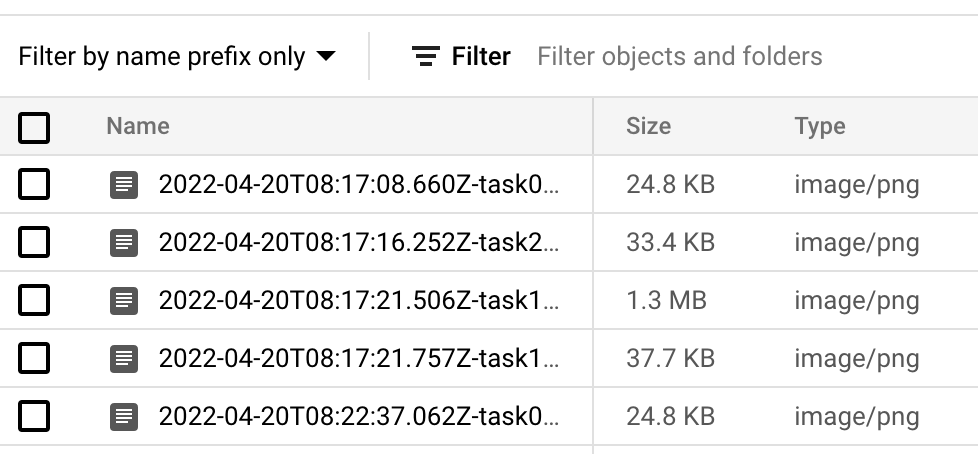 Filter by name prefix only Filter Filter objects and folders
Name Size Type
2022-04-20T08:17:08.660Z-task0... 24.8 KB image/png
2022-04-20T08:17:16.252Z-task2... 33.4 KB image/png
2022-04-20T08:17:21.506Z-task1... 1.3 MB image/png
2022-04-20T08:17:21.757Z-task1... 37.7 KB image/png
2022-04-20T08:22:37.062Z-task0... 24.8 KB image/png